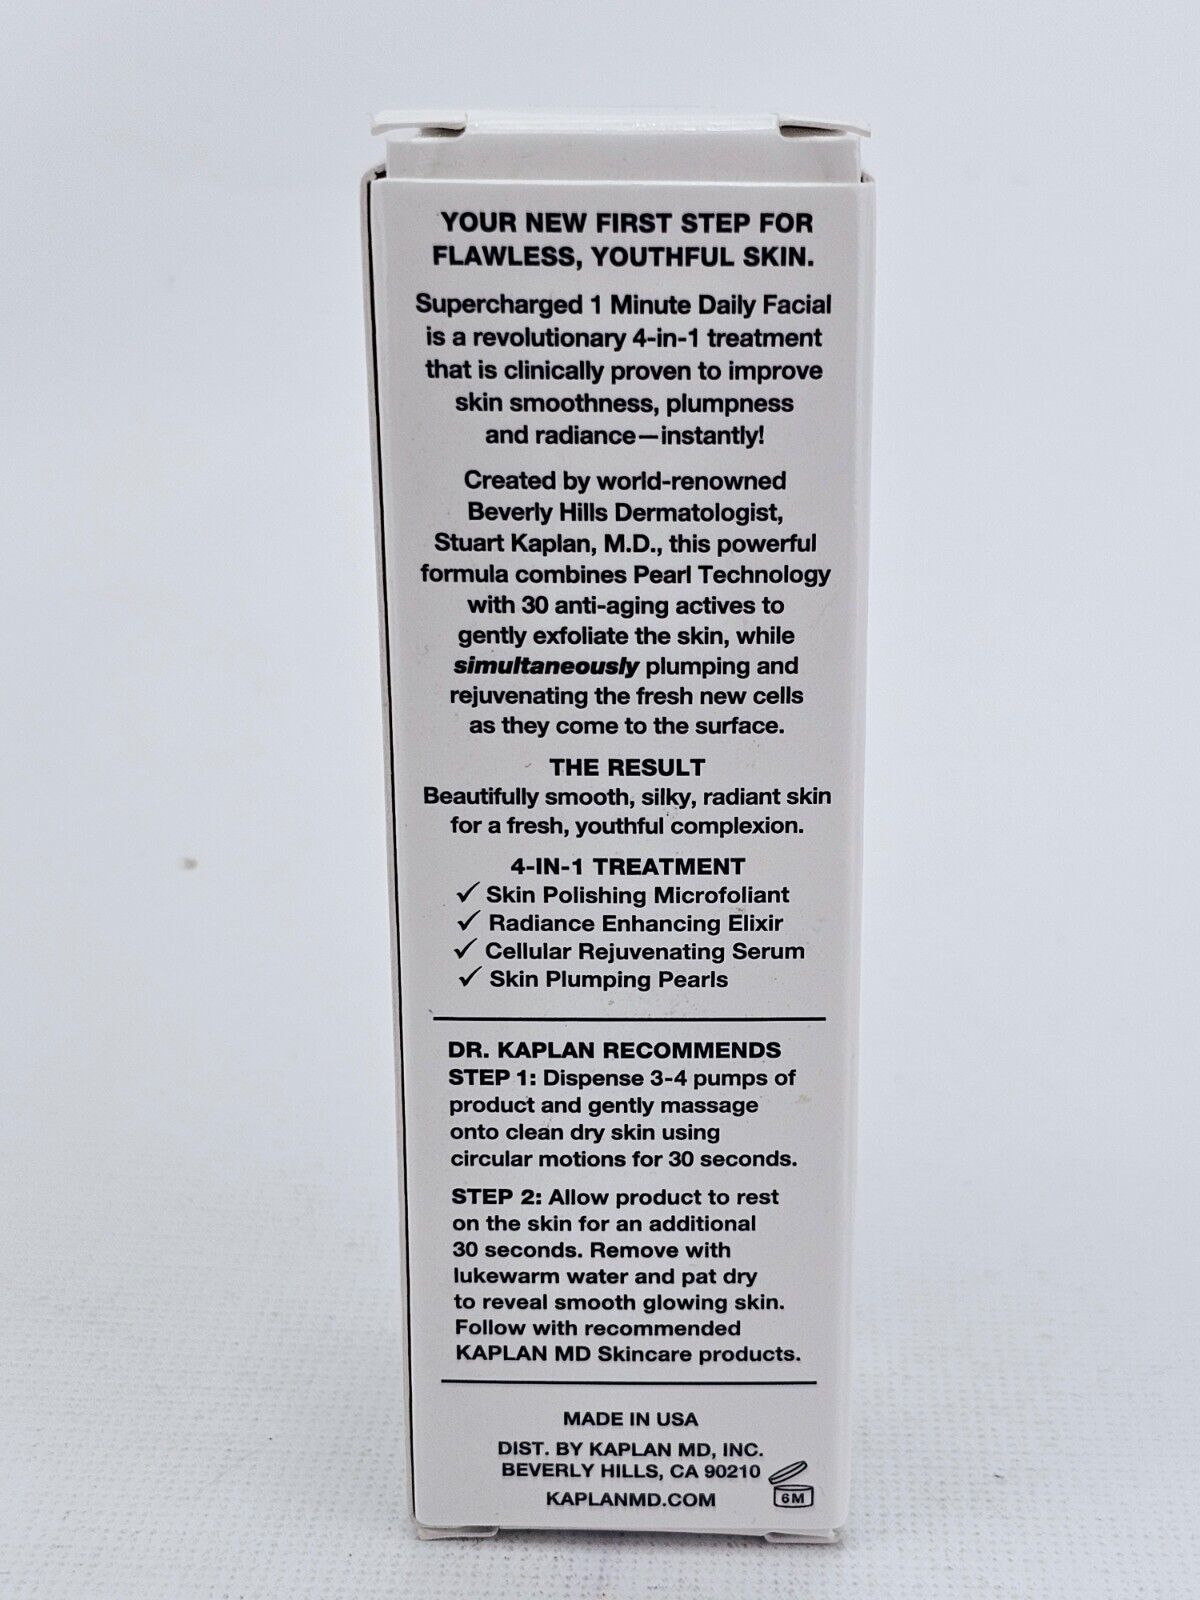 YOUR NEW FIRST STEP FOR
FLAWLESS, YOUTHFUL SKIN.
Supercharged 1 Minute Daily Facial
is a revolutionary 4-in-1 treatment
that is clinically proven to improve
skin smoothness, plumpness
and radiance—instantly!
Created by world-renowned
Beverly Hills Dermatologist,
Stuart Kaplan, M.D., this powerful
formula combines Pearl Technology
with 30 anti-aging actives to
gently exfoliate the skin, while
simultaneously plumping and
rejuvenating the fresh new cells
as they come to the surface.
THE RESULT
Beautifully smooth, silky, radiant skin
for a fresh, youthful complexion.
4-IN-1 TREATMENT
✓ Skin Polishing Microfoliant
✓ Radiance Enhancing Elixir
✓ Cellular Rejuvenating Serum
✓ Skin Plumping Pearls
DR. KAPLAN RECOMMENDS
STEP 1: Dispense 3-4 pumps of
product and gently massage
onto clean dry skin using
circular motions for 30 seconds.
STEP 2: Allow product to rest
on the skin for an additional
30 seconds. Remove with
lukewarm water and pat dry
to reveal smooth glowing skin.
Follow with recommended
KAPLAN MD Skincare products.
MADE IN USA
DIST. BY KAPLAN MD, INC.
BEVERLY HILLS, CA 90210
KAPLANMD.COM
6M